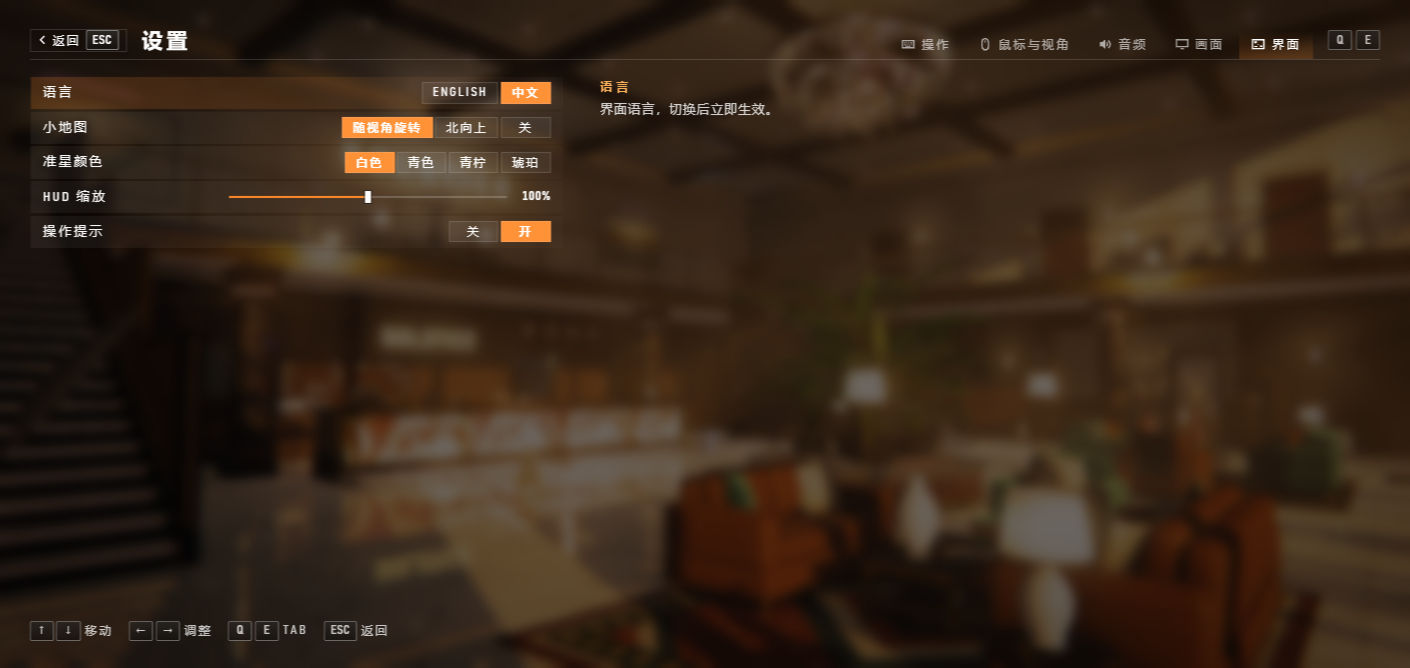 返回 ESC 设置
操作 鼠标与视角 音频 画面 界面 Q E
语言 ENGLISH 中文
小地图 随视角旋转 北向上 关
准星颜色 白色 青色 青柠 琥珀
HUD 缩放 100%
操作提示 关 开
语言
界面语言，切换后立即生效。
↑ ↓ 移动 ← → 调整 Q E TAB ESC 返回